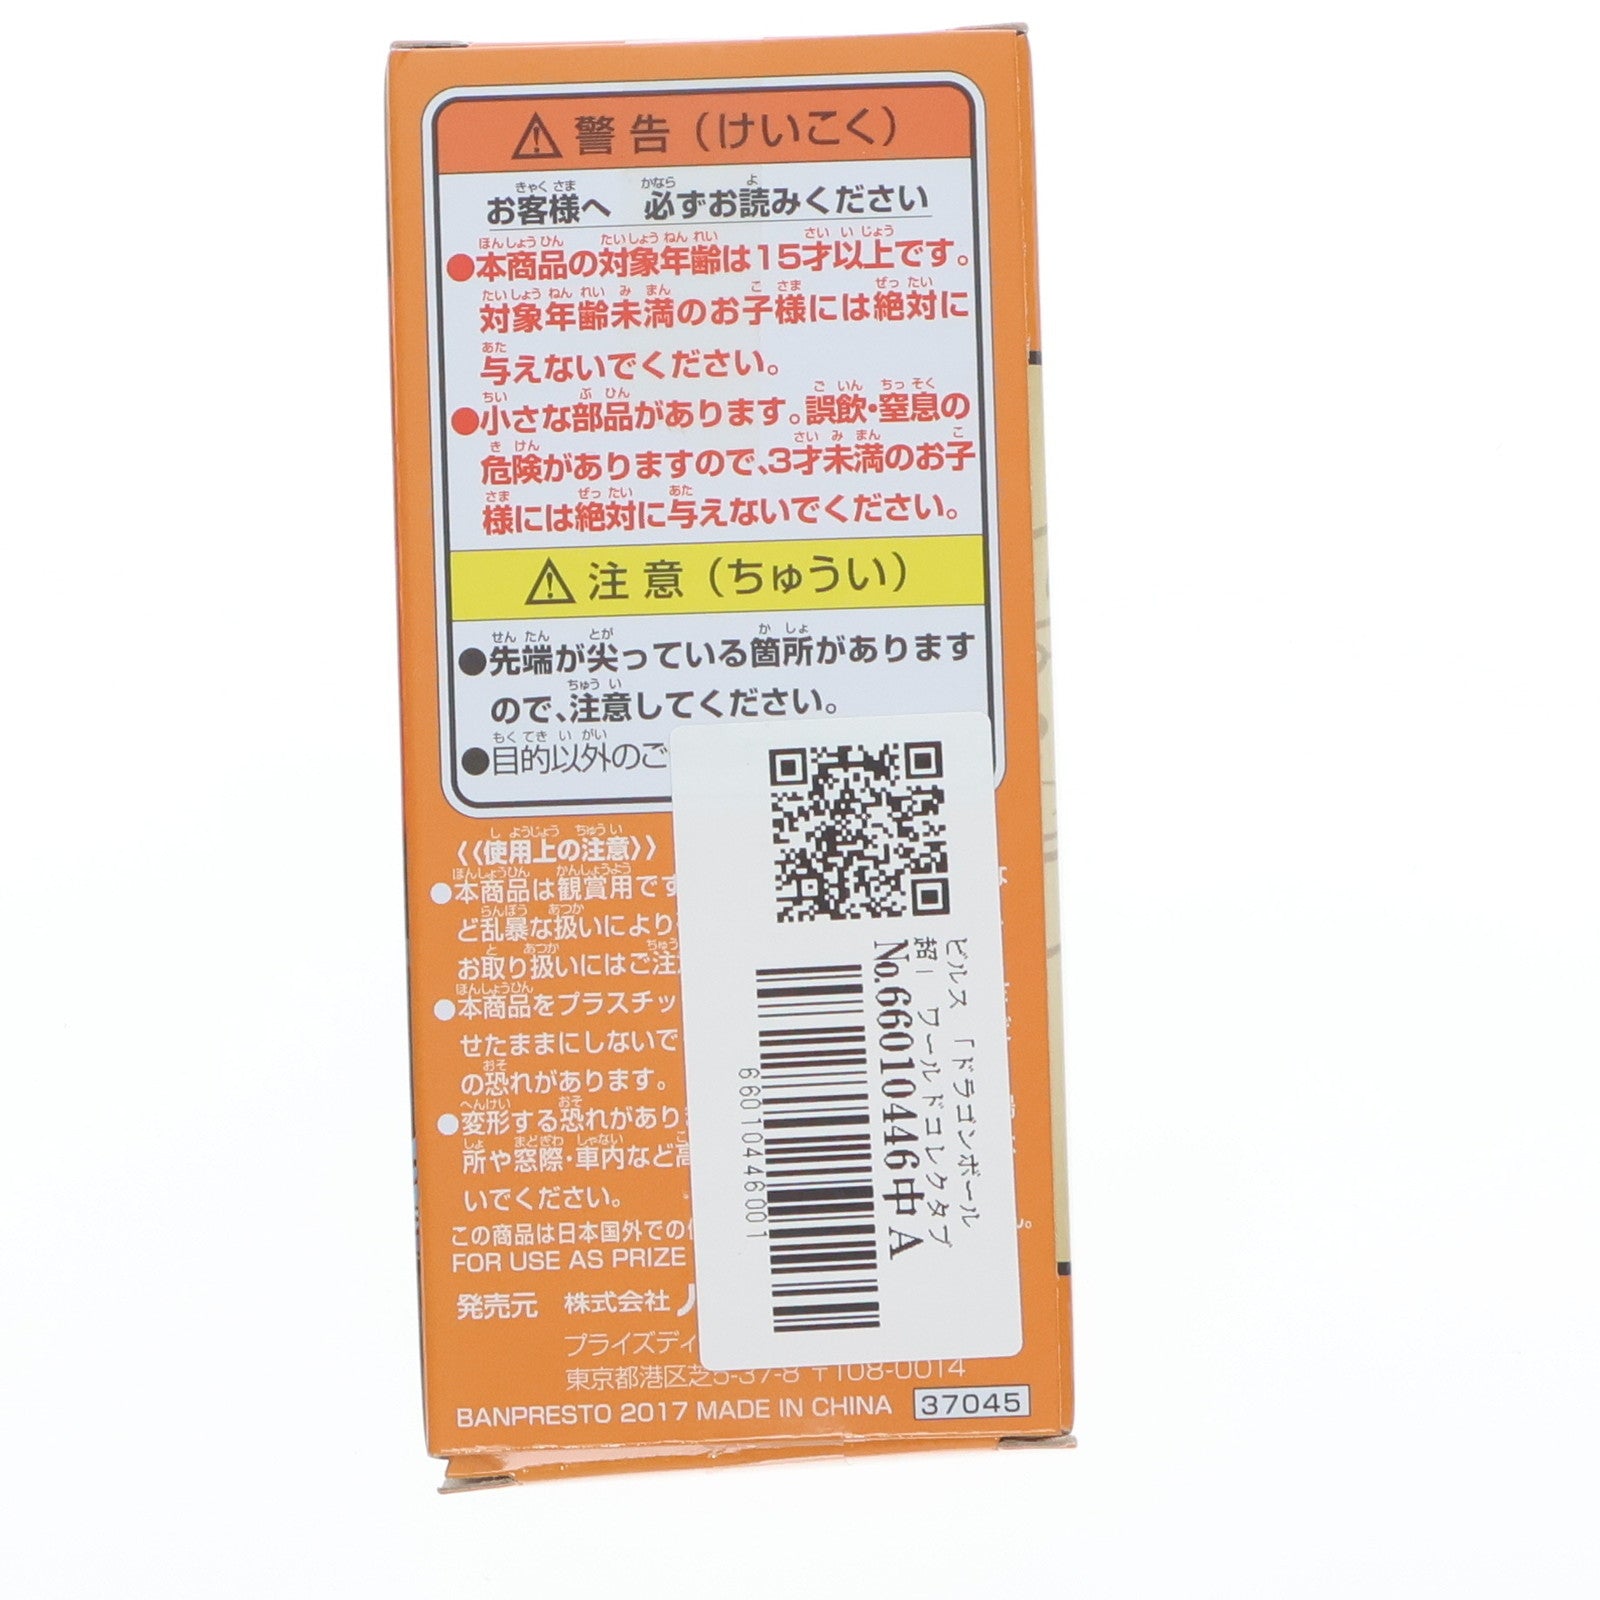 警告（けいこく）
お客様へ 必ずお読みください
●本商品の対象年齢は15才以上です。
対象年齢未満のお子様には絶対に
与えないでください。
●小さな部品があります。誤飲・窒息の
危険がありますので、3才未満のお子
様には絶対に与えないでください。
注意（ちゅうい）
●先端が尖っている箇所があります
ので、注意してください。
●目的以外のご
〈〈使用上の注意〉〉
●本商品は観賞用です
ど乱暴な扱いにより
お取り扱いにはご注
●本商品をプラスチッ
せたままにしないで
の恐れがあります。
●変形する恐れがあり
所や窓際・車内など高
いでください。
この商品は日本国外での
FOR USE AS PRIZE
発売元 株式会社
プライズディ
東京都港区芝5-37-8 〒108-0014
BANPRESTO 2017 MADE IN CHINA 37045
ビルス 「ドラゴンボール
超」 ワールドコレクタブ
No.66010446中 A
66010446001